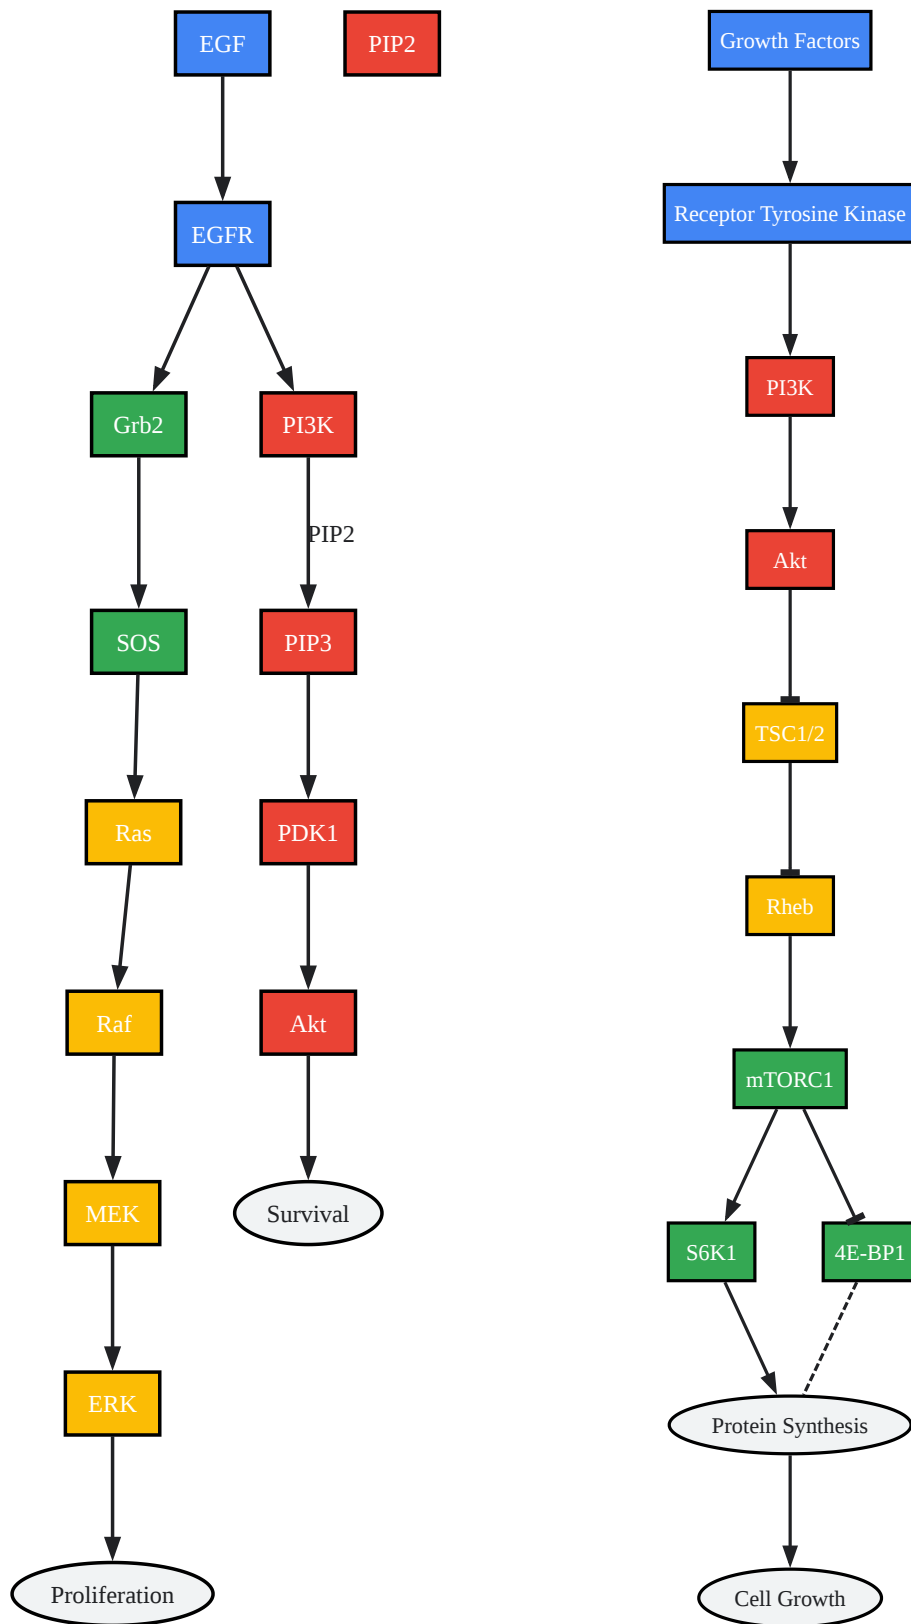 EGF
PIP2
EGFR
Grb2
PI3K
PIP2
SOS
PIP3
Ras
PDK1
Raf
Akt
MEK
Survival
ERK
Proliferation
Growth Factors
Receptor Tyrosine Kinase
PI3K
Akt
TSC1/2
Rheb
mTORC1
S6K1
4E-BP1
Protein Synthesis
Cell Growth